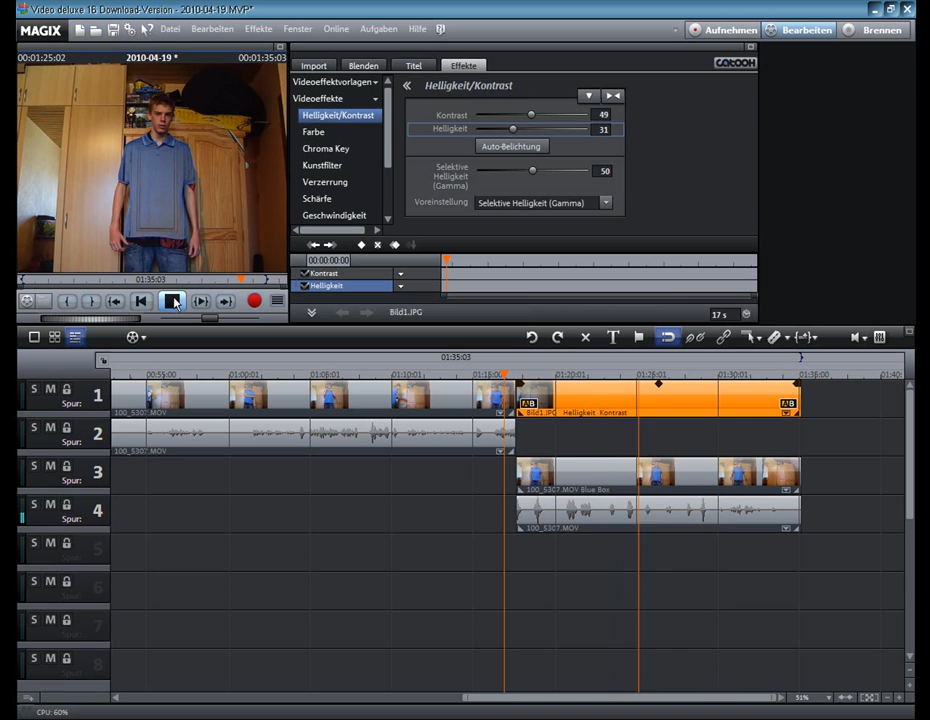 Video deluxe 16 Download-Version - 2010-04-19.MVP*
MAGIX Datei Bearbeiten Effekte Fenster Online Aufgaben Hilfe Aufnehmen Bearbeiten Brennen
00:01:25:02 2010-04-19 * 00:01:35:03
Import Blenden Titel Effekte catooh
Videoeffektvorlagen
Videoeffekte
Helligkeit/Kontrast
Farbe
Chroma Key
Kunstfilter
Verzerrung
Schärfe
Geschwindigkeit
Helligkeit/Kontrast
Kontrast 49
Helligkeit 31
Auto-Belichtung
Selektive
Helligkeit
(Gamma) 50
Voreinstellung Selektive Helligkeit (Gamma)
00:00:00:00
Kontrast
Helligkeit
01:35:03
Bild1.JPG 17 s
01:35:03
00:55:00 01:00:01 01:05:01 01:10:01 01:15:01 01:20:01 01:25:01 01:30:01 01:35:00 01:40:
S M Spur: 1
100_5307.MOV
AB
Bild1.JPG Helligkeit Kontrast
AB
S M Spur: 2
100_5307.MOV
S M Spur: 3
100_5307.MOV Blue Box
S M Spur: 4
100_5307.MOV
S M 5
S M 6
S M 7
S M 8
51%
CPU: 60%